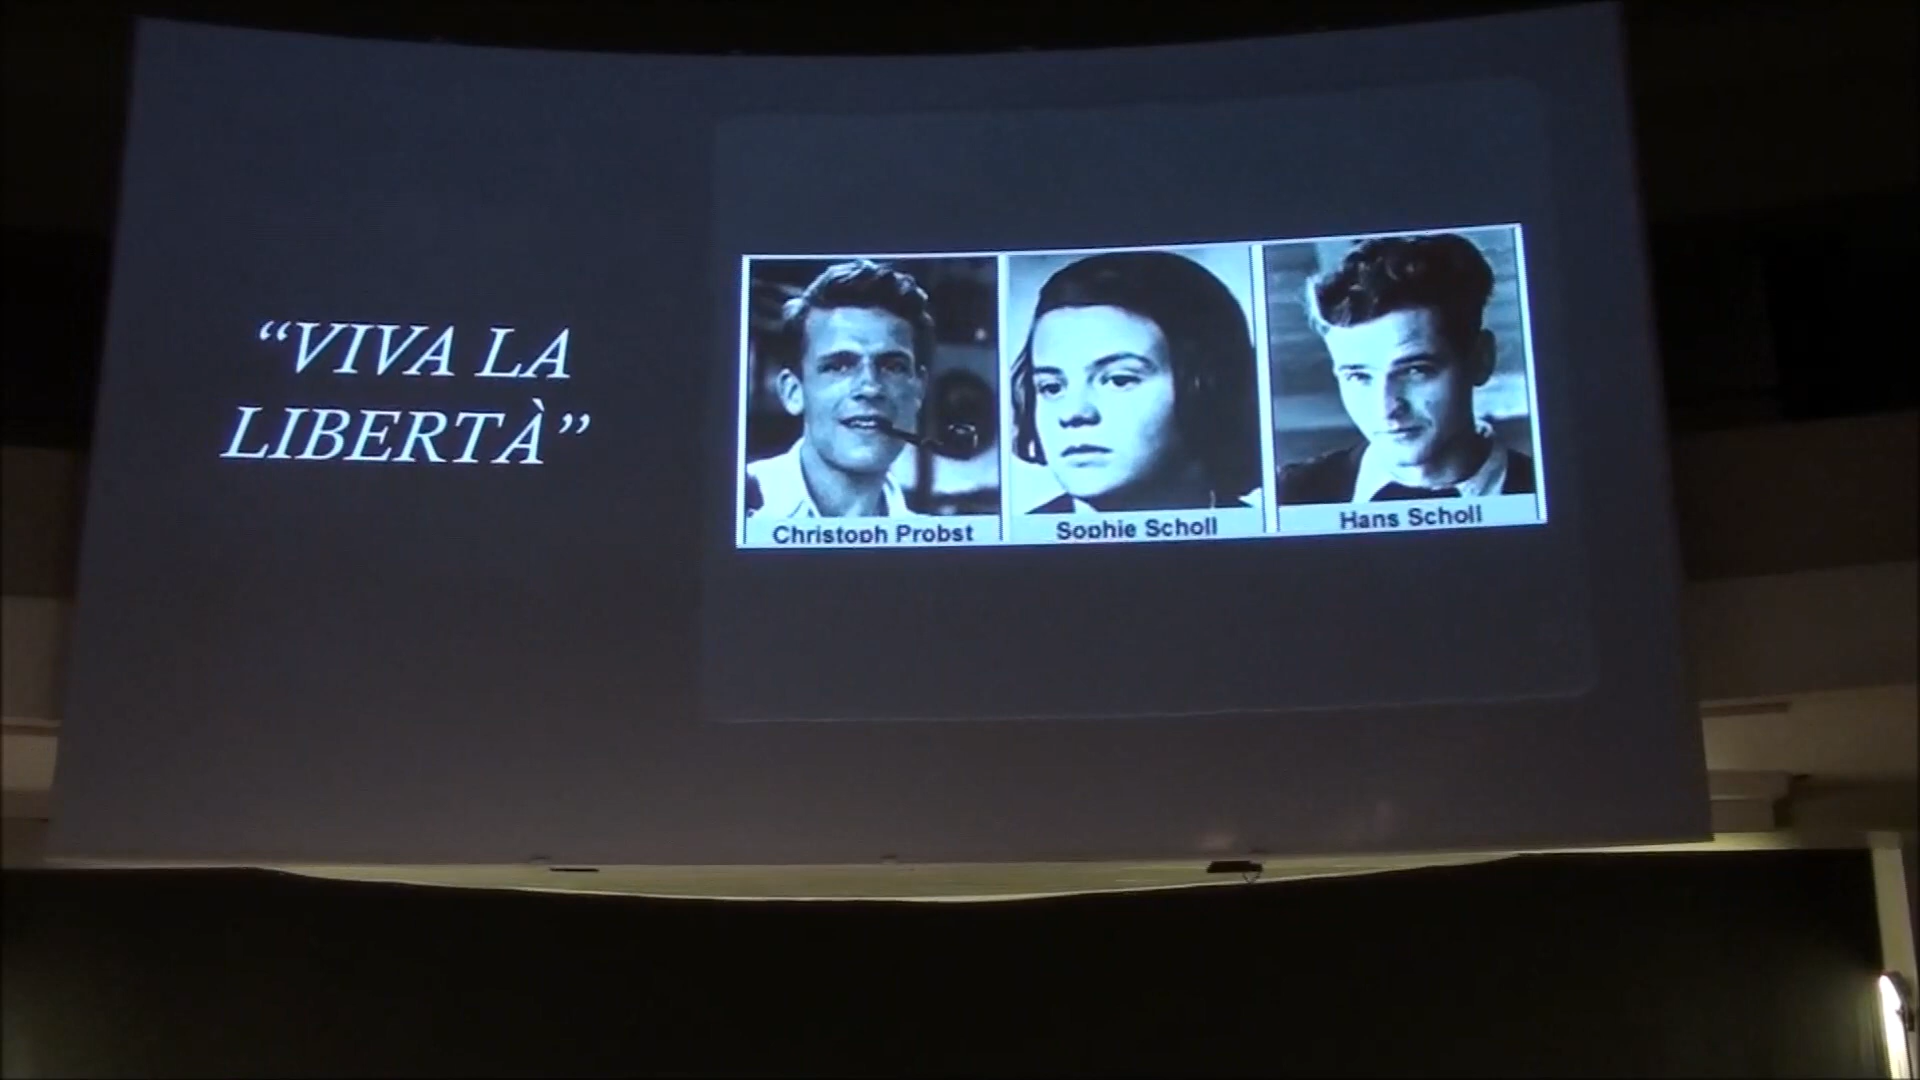 “VIVA LA
LIBERTÀ”
Christoph Probst
Sophie Scholl
Hans Scholl